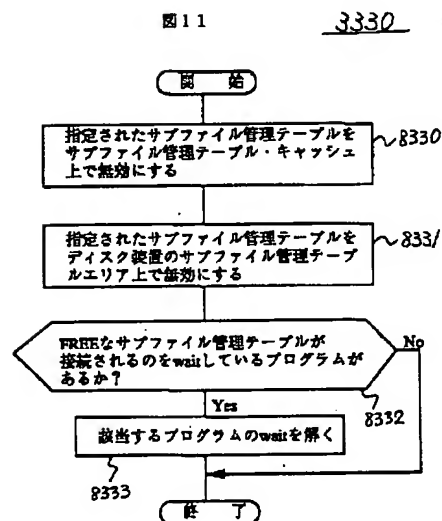 図11
3330
開 始
指定されたサブファイル管理テーブルを
サブファイル管理テーブル・キャッシュ
上で無効にする
8330
指定されたサブファイル管理テーブルを
ディスク装置のサブファイル管理テー
ブルエリア上で無効にする
8331
FREEなサブファイル管理テーブルが
接続されるのをwaitしているプログラムが
あるか？
No
Yes
8332
該当するプログラムのwaitを解く
8333
終 了